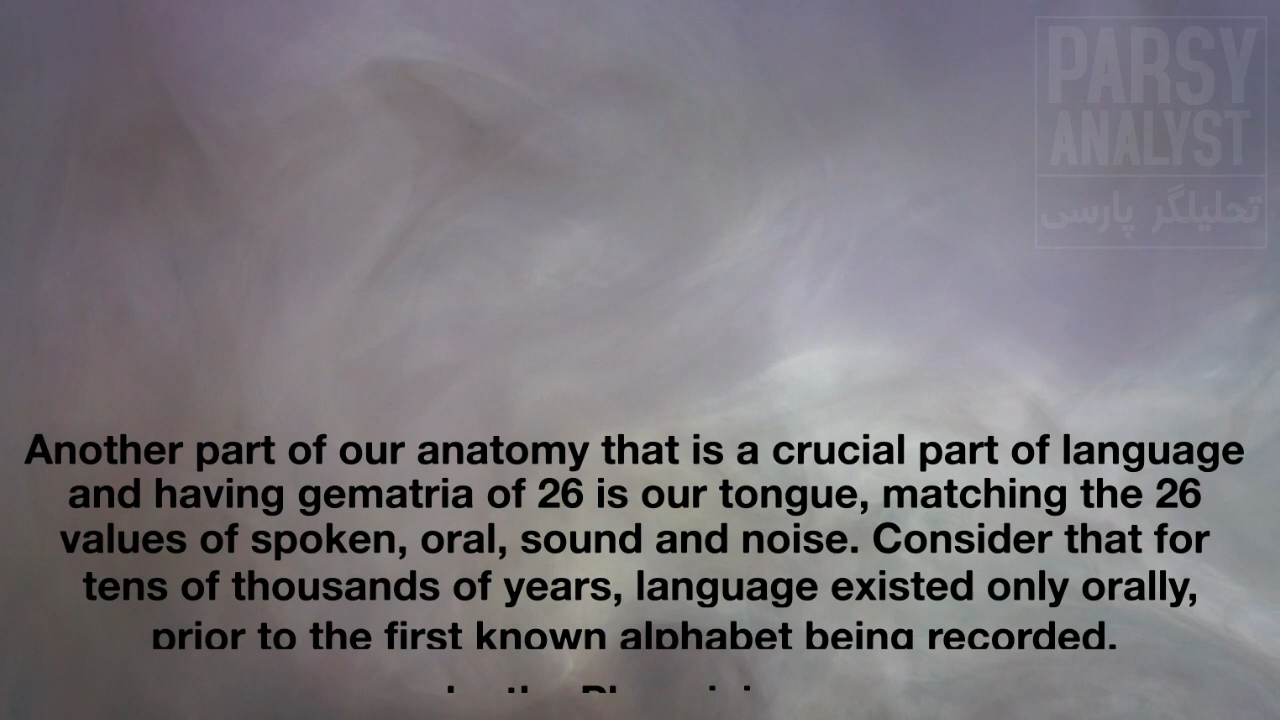 PARSY
ANALYST
تحلیلگر پارسی
Another part of our anatomy that is a crucial part of language
and having gematria of 26 is our tongue, matching the 26
values of spoken, oral, sound and noise. Consider that for
tens of thousands of years, language existed only orally,
prior to the first known alphabet being recorded,